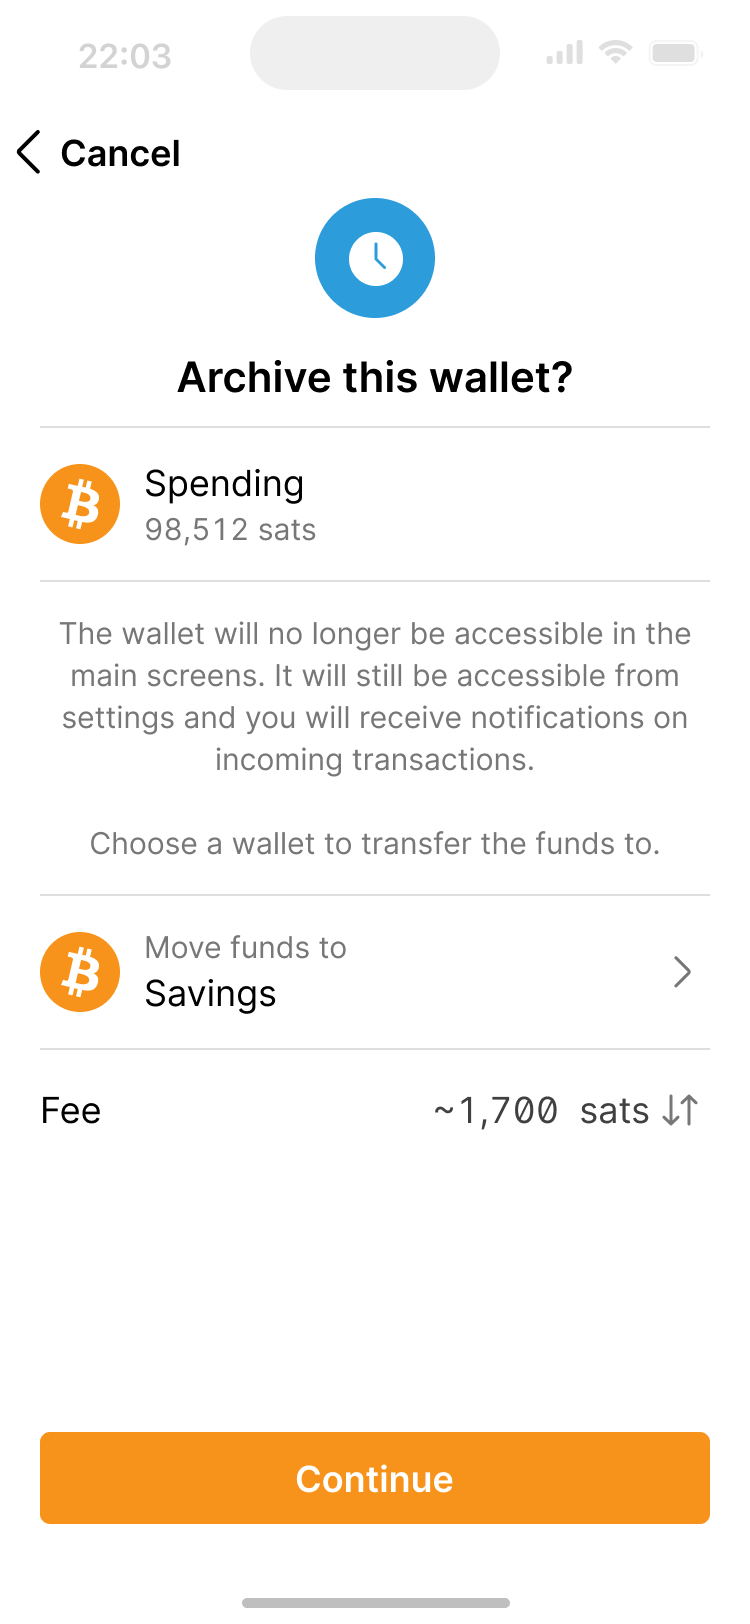 22:03
Cancel
Archive this wallet?
Spending
98,512 sats
The wallet will no longer be accessible in the
main screens. It will still be accessible from
settings and you will receive notifications on
incoming transactions.
Choose a wallet to transfer the funds to.
Move funds to
Savings
Fee
~1,700 sats
Continue